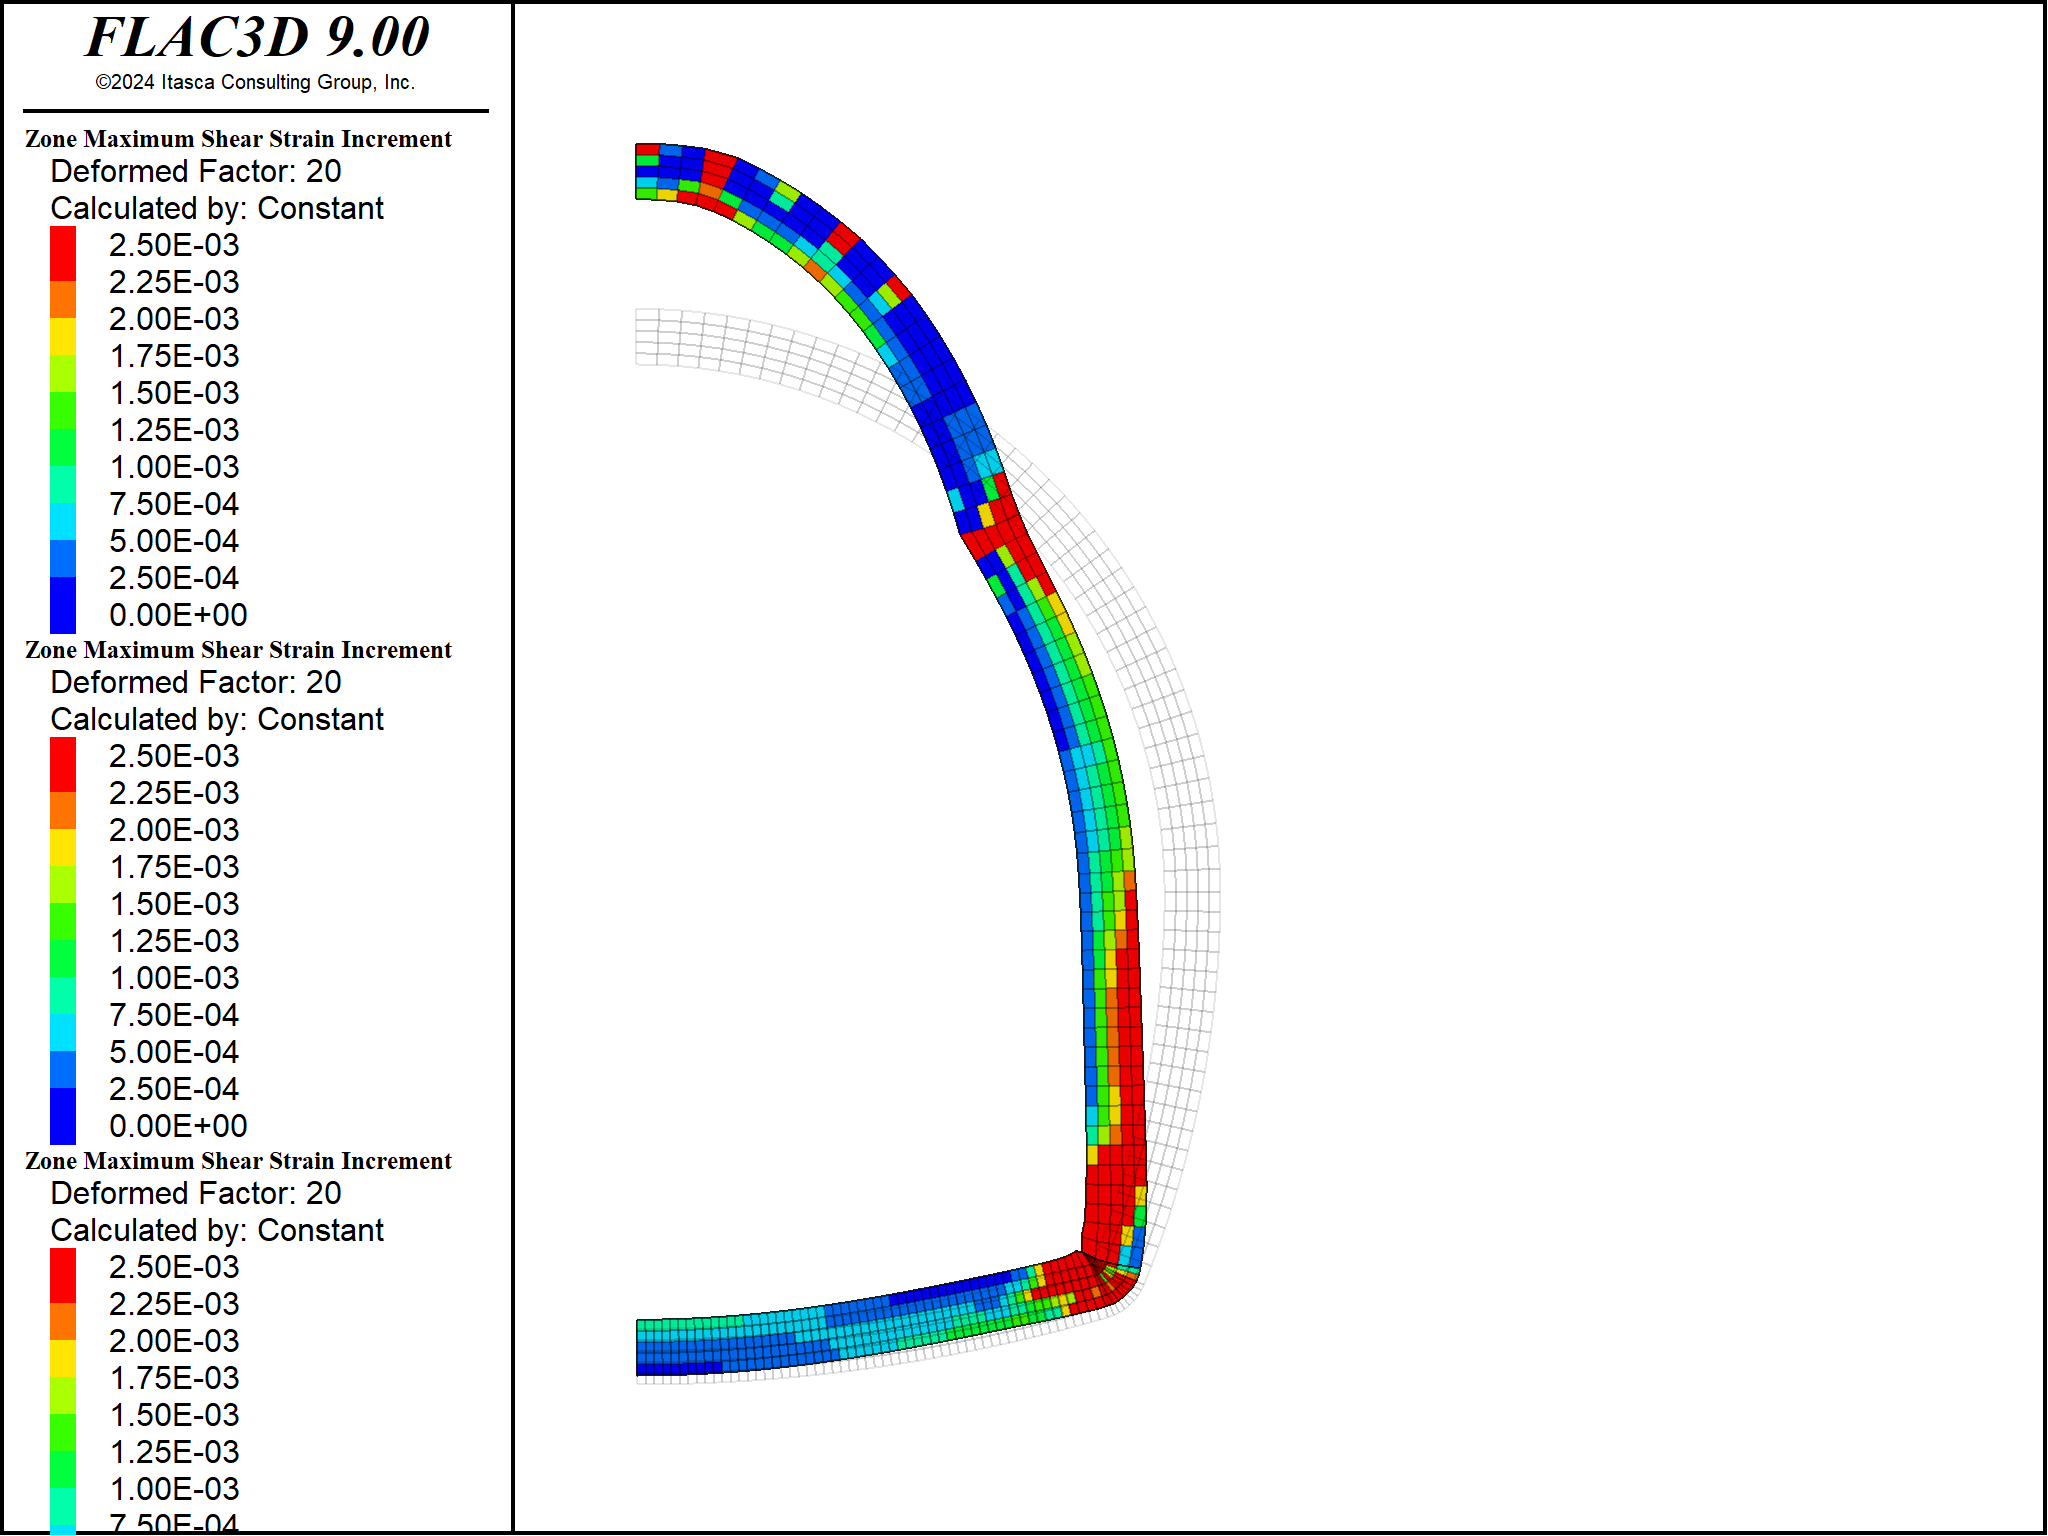 FLAC3D 9.00
©2024 Itasca Consulting Group, Inc.
Zone Maximum Shear Strain Increment
Deformed Factor: 20
Calculated by: Constant
2.50E-03
2.25E-03
2.00E-03
1.75E-03
1.50E-03
1.25E-03
1.00E-03
7.50E-04
5.00E-04
2.50E-04
0.00E+00
Zone Maximum Shear Strain Increment
Deformed Factor: 20
Calculated by: Constant
2.50E-03
2.25E-03
2.00E-03
1.75E-03
1.50E-03
1.25E-03
1.00E-03
7.50E-04
5.00E-04
2.50E-04
0.00E+00
Zone Maximum Shear Strain Increment
Deformed Factor: 20
Calculated by: Constant
2.50E-03
2.25E-03
2.00E-03
1.75E-03
1.50E-03
1.25E-03
1.00E-03
7.50E-04